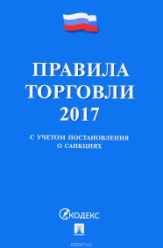 ПРАВИЛА
ТОРГОВЛИ
2017
С УЧЕТОМ ПОСТАНОВЛЕНИЯ
О САНКЦИЯХ
КОДЕКС